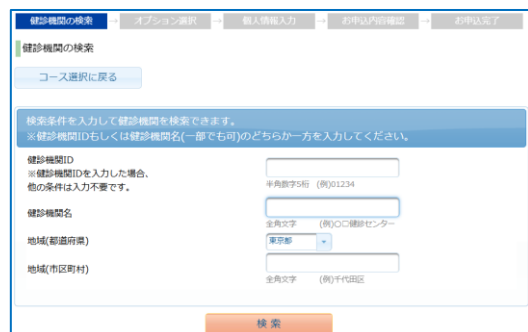 健診機関の検索 → オプション選択 → 個人情報入力 → お申込内容確認 → お申込完了
健診機関の検索
コース選択に戻る
検索条件を入力して健診機関を検索できます。
※健診機関IDもしくは健診機関名(一部でも可)のどちらか一方を入力してください。
健診機関ID
※健診機関IDを入力した場合、
他の条件は入力不要です。
半角数字5桁 (例)01234
健診機関名
全角文字 (例)○□健診センター
地域(都道府県)
東京都
地域(市区町村)
全角文字 (例)千代田区
検 索